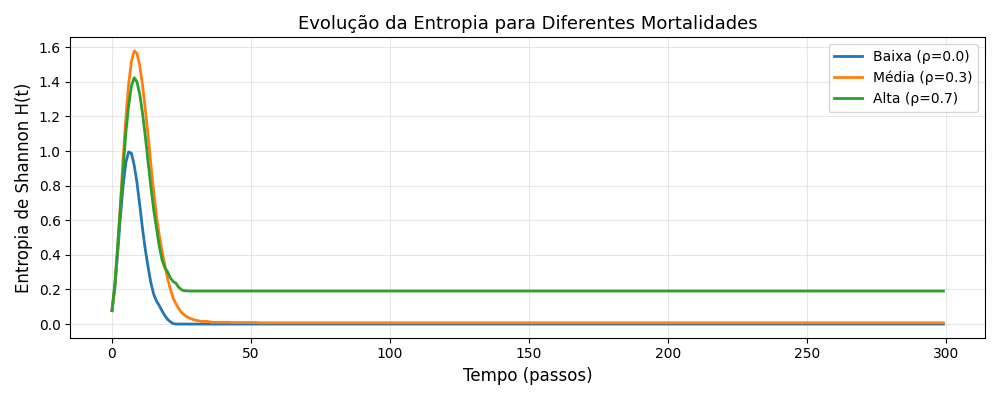 Evolução da Entropia para Diferentes Mortalidades
Entropia de Shannon H(t)
1.6
1.4
1.2
1.0
0.8
0.6
0.4
0.2
0.0
Baixa (ρ=0.0)
Média (ρ=0.3)
Alta (ρ=0.7)
0 50 100 150 200 250 300
Tempo (passos)